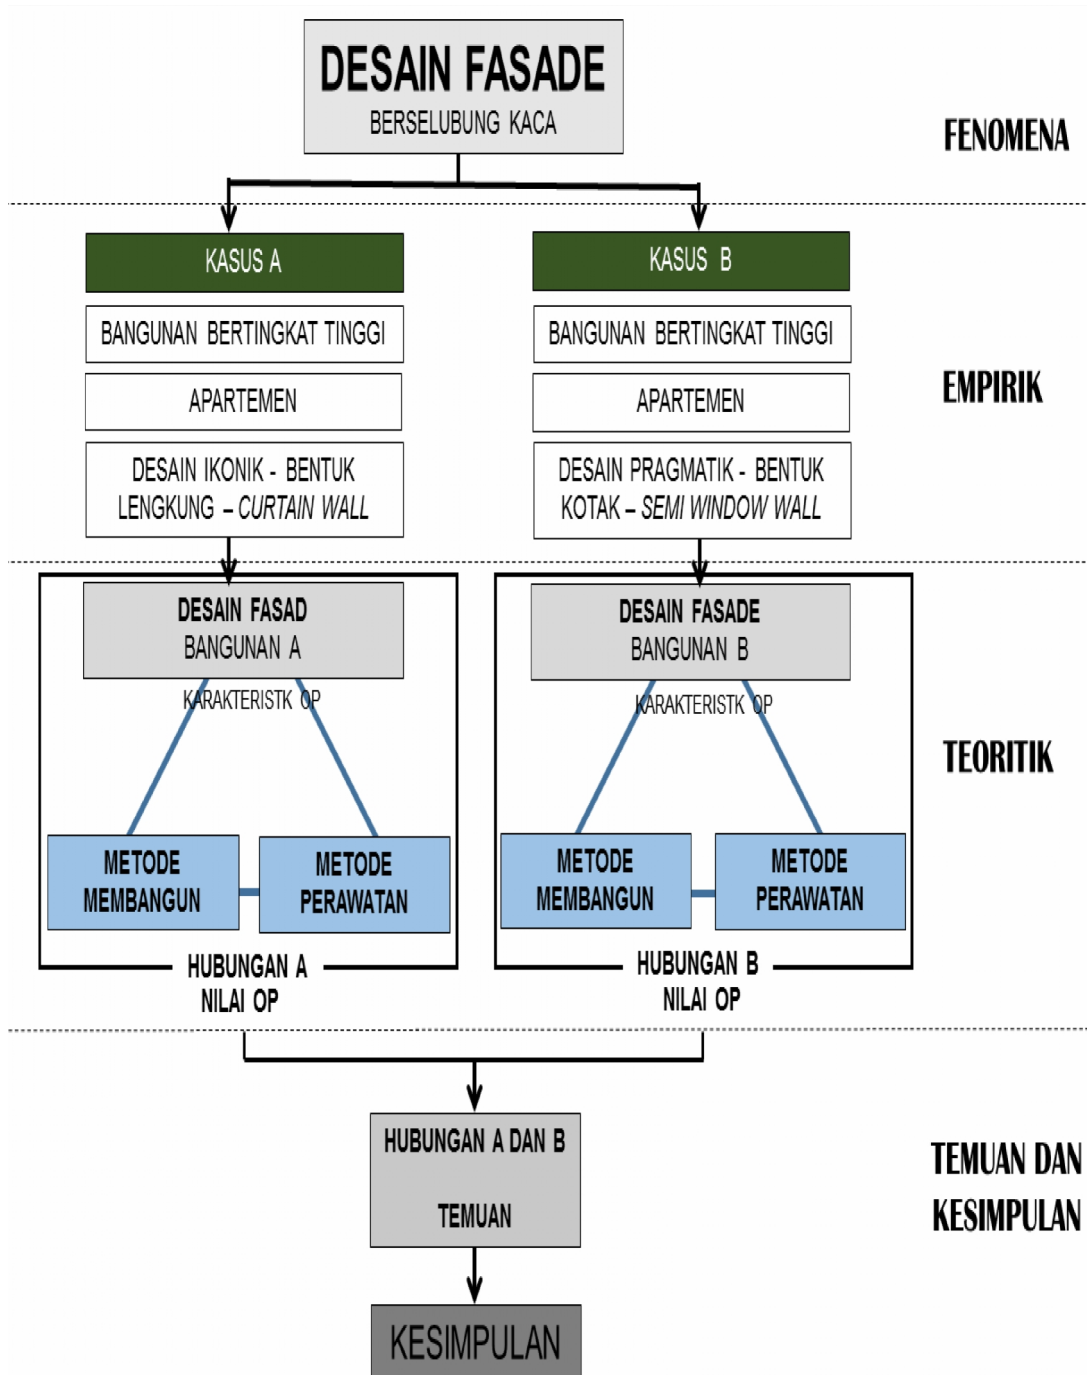 DESAIN FASADE
BERSELUBUNG KACA
FENOMENA
KASUS A
KASUS B
BANGUNAN BERTINGKAT TINGGI
BANGUNAN BERTINGKAT TINGGI
APARTEMEN
APARTEMEN
EMPIRIK
DESAIN IKONIK - BENTUK
LENGKUNG – CURTAIN WALL
DESAIN PRAGMATIK - BENTUK
KOTAK – SEMI WINDOW WALL
DESAIN FASAD
BANGUNAN A
KARAKTERISTK OP
DESAIN FASADE
BANGUNAN B
KARAKTERISTK OP
TEORITIK
METODE
MEMBANGUN
METODE
PERAWATAN
METODE
MEMBANGUN
METODE
PERAWATAN
HUBUNGAN A
NILAI OP
HUBUNGAN B
NILAI OP
HUBUNGAN A DAN B
TEMUAN
TEMUAN DAN
KESIMPULAN
KESIMPULAN